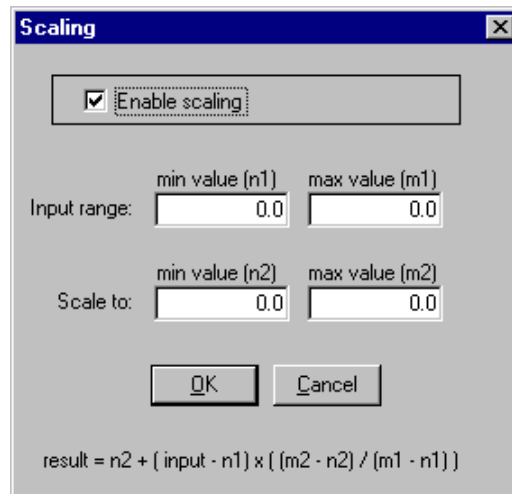 Scaling
Enable scaling
min value (n1) max value (m1)
Input range: 0.0 0.0
min value (n2) max value (m2)
Scale to: 0.0 0.0
OK Cancel
result = n2 + ( input - n1) x ( (m2 - n2) / (m1 - n1) )